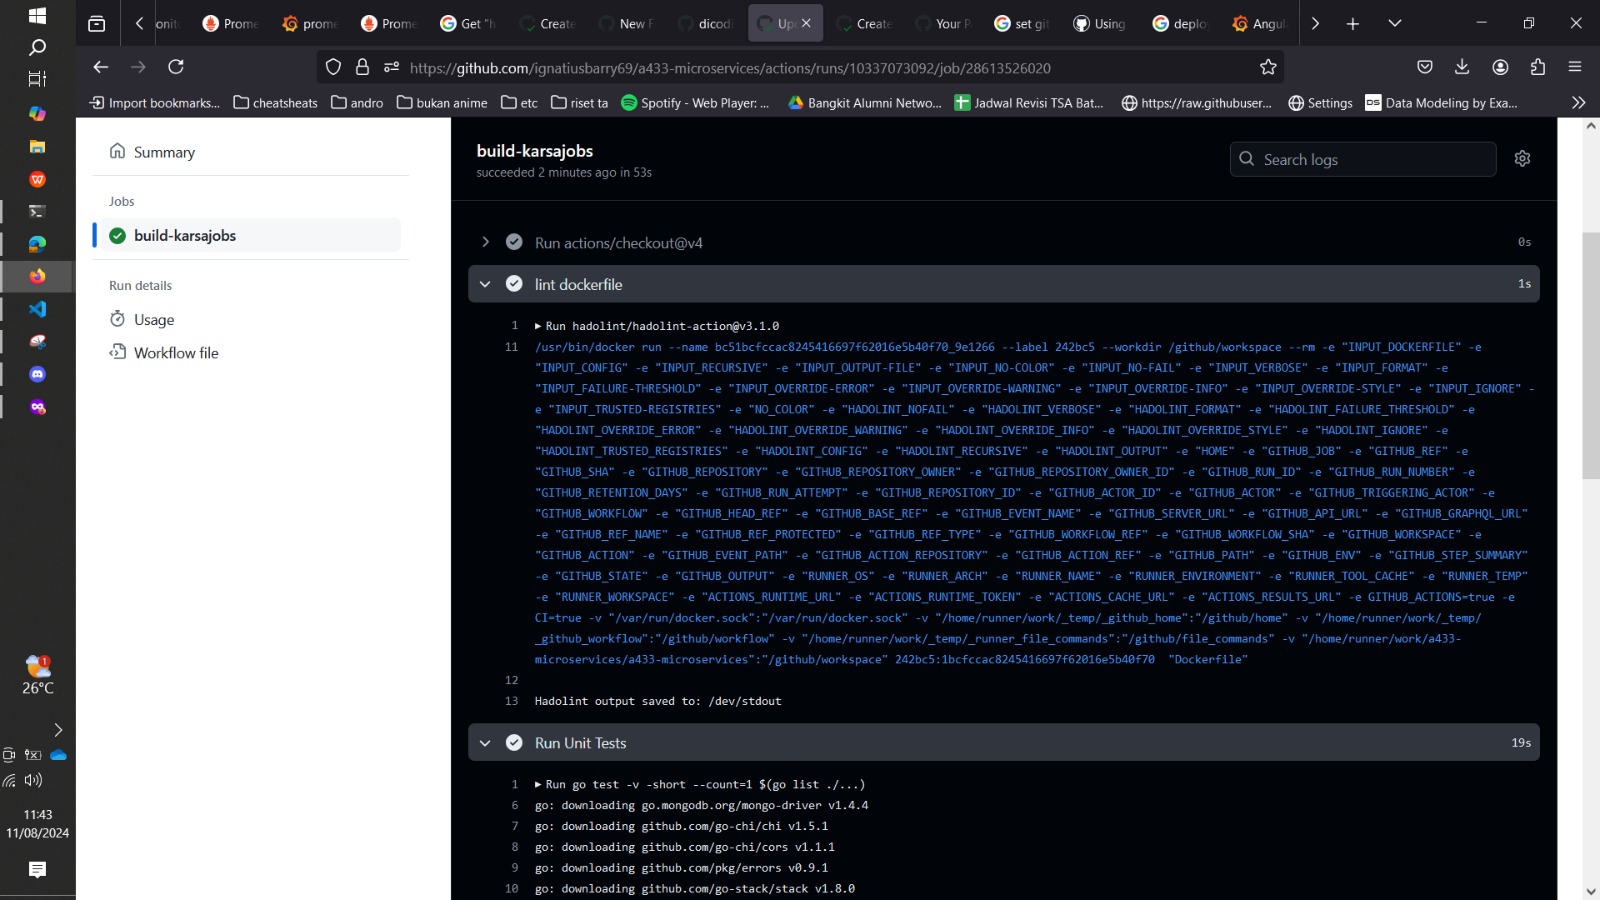 onito
Prome
prome
Prome
Get "h
Create
New F
dicodi
Up
Create
Your P
set git
Using
deplo
Angul
https://github.com/ignatiusbarry69/a433-microservices/actions/runs/10337073092/job/28613526020
Import bookmarks...
cheatsheats
andro
bukan anime
etc
riset ta
Spotify - Web Player: ...
Bangkit Alumni Netwo...
Jadwal Revisi TSA Bat...
https://raw.githubuser...
Settings
DS
Data Modeling by Exa...
Summary
Jobs
build-karsajobs
Run details
Usage
Workflow file
build-karsajobs
succeeded 2 minutes ago in 53s
Search logs
Run actions/checkout@v4
0s
lint dockerfile
1s
1 Run hadolint/hadolint-action@v3.1.0
11 /usr/bin/docker run --name bc51bcfccac8245416697f62016e5b40f70_9e1266 --label 242bc5 --workdir /github/workspace --rm -e "INPUT_DOCKERFILE" -e
"INPUT_CONFIG" -e "INPUT_RECURSIVE" -e "INPUT_OUTPUT-FILE" -e "INPUT_NO-COLOR" -e "INPUT_NO-FAIL" -e "INPUT_VERBOSE" -e "INPUT_FORMAT" -e
"INPUT_FAILURE-THRESHOLD" -e "INPUT_OVERRIDE-ERROR" -e "INPUT_OVERRIDE-WARNING" -e "INPUT_OVERRIDE-INFO" -e "INPUT_OVERRIDE-STYLE" -e "INPUT_IGNORE" -
e "INPUT_TRUSTED-REGISTRIES" -e "NO_COLOR" -e "HADOLINT_NOFAIL" -e "HADOLINT_VERBOSE" -e "HADOLINT_FORMAT" -e "HADOLINT_FAILURE_THRESHOLD" -e
"HADOLINT_OVERRIDE_ERROR" -e "HADOLINT_OVERRIDE_WARNING" -e "HADOLINT_OVERRIDE_INFO" -e "HADOLINT_OVERRIDE_STYLE" -e "HADOLINT_IGNORE" -e
"HADOLINT_TRUSTED_REGISTRIES" -e "HADOLINT_CONFIG" -e "HADOLINT_RECURSIVE" -e "HADOLINT_OUTPUT" -e "HOME" -e "GITHUB_JOB" -e "GITHUB_REF" -e
"GITHUB_SHA" -e "GITHUB_REPOSITORY" -e "GITHUB_REPOSITORY_OWNER" -e "GITHUB_REPOSITORY_OWNER_ID" -e "GITHUB_RUN_ID" -e "GITHUB_RUN_NUMBER" -e
"GITHUB_RETENTION_DAYS" -e "GITHUB_RUN_ATTEMPT" -e "GITHUB_REPOSITORY_ID" -e "GITHUB_ACTOR_ID" -e "GITHUB_ACTOR" -e "GITHUB_TRIGGERING_ACTOR" -e
"GITHUB_WORKFLOW" -e "GITHUB_HEAD_REF" -e "GITHUB_BASE_REF" -e "GITHUB_EVENT_NAME" -e "GITHUB_SERVER_URL" -e "GITHUB_API_URL" -e "GITHUB_GRAPHQL_URL"
-e "GITHUB_REF_NAME" -e "GITHUB_REF_PROTECTED" -e "GITHUB_REF_TYPE" -e "GITHUB_WORKFLOW_REF" -e "GITHUB_WORKFLOW_SHA" -e "GITHUB_WORKSPACE" -e
"GITHUB_ACTION" -e "GITHUB_EVENT_PATH" -e "GITHUB_ACTION_REPOSITORY" -e "GITHUB_ACTION_REF" -e "GITHUB_PATH" -e "GITHUB_ENV" -e "GITHUB_STEP_SUMMARY"
-e "GITHUB_STATE" -e "GITHUB_OUTPUT" -e "RUNNER_OS" -e "RUNNER_ARCH" -e "RUNNER_NAME" -e "RUNNER_ENVIRONMENT" -e "RUNNER_TOOL_CACHE" -e "RUNNER_TEMP"
-e "RUNNER_WORKSPACE" -e "ACTIONS_RUNTIME_URL" -e "ACTIONS_RUNTIME_TOKEN" -e "ACTIONS_CACHE_URL" -e "ACTIONS_RESULTS_URL" -e GITHUB_ACTIONS=true -e
CI=true -v "/var/run/docker.sock":"/var/run/docker.sock" -v "/home/runner/work/_temp/_github_home":"/github/home" -v "/home/runner/work/_temp/
_github_workflow":"/github/workflow" -v "/home/runner/work/_temp/_runner_file_commands":"/github/file_commands" -v "/home/runner/work/a433-
microservices/a433-microservices":"/github/workspace" 242bc5:1bcfccac8245416697f62016e5b40f70 "Dockerfile"
12
13 Hadolint output saved to: /dev/stdout
Run Unit Tests
19s
1 Run go test -v -short --count=1 $(go list ./...)
6 go: downloading go.mongodb.org/mongo-driver v1.4.4
7 go: downloading github.com/go-chi/chi v1.5.1
8 go: downloading github.com/go-chi/cors v1.1.1
9 go: downloading github.com/pkg/errors v0.9.1
10 go: downloading github.com/go-stack/stack v1.8.0
1
26°C
11:43
11/08/2024